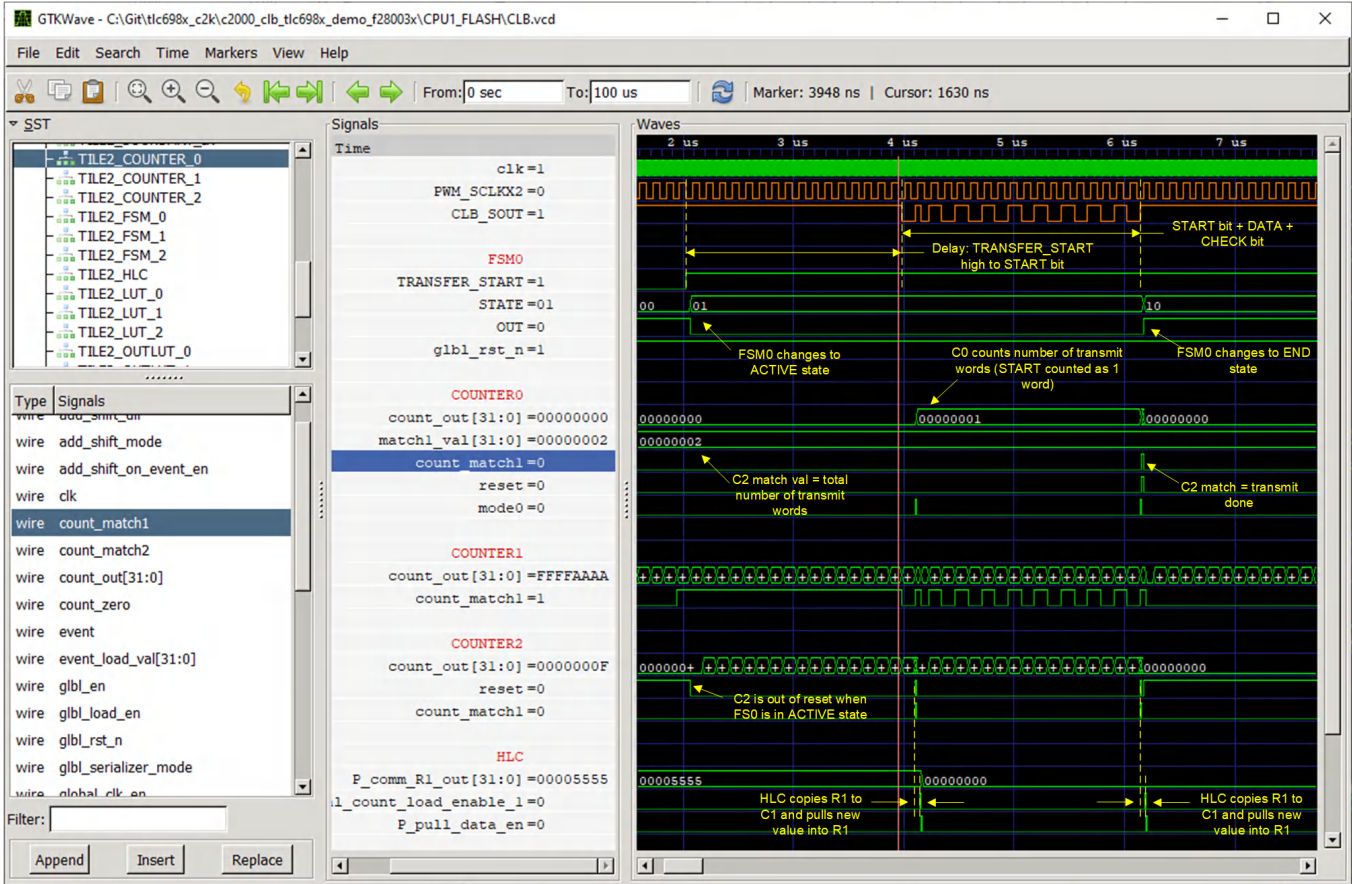 GTKWave - C:\Git\tlc698x_c2k\c2000_clb_tlc698x_demo_f28003x\CPU1_FLASH\CLB.vcd
File Edit Search Time Markers View Help
From: 0 sec To: 100 us Marker: 3948 ns | Cursor: 1630 ns
SST
TILE2_COUNTER_0
TILE2_COUNTER_1
TILE2_COUNTER_2
TILE2_FSM_0
TILE2_FSM_1
TILE2_FSM_2
TILE2_HLC
TILE2_LUT_0
TILE2_LUT_1
TILE2_LUT_2
TILE2_OUTLUT_0
Type Signals
wire add_shift_dir
wire add_shift_mode
wire add_shift_on_event_en
wire clk
wire count_match1
wire count_match2
wire count_out[31:0]
wire count_zero
wire event
wire event_load_val[31:0]
wire glbl_en
wire glbl_load_en
wire glbl_rst_n
wire glbl_serializer_mode
wire global_clk_en
Filter:
Append Insert Replace
Signals
Time
clk=1
PWM_SCLKX2=0
CLB_SOUT=1
FSM0
TRANSFER_START=1
STATE=01
OUT=0
glbl_rst_n=1
COUNTER0
count_out[31:0]=00000000
match1_val[31:0]=00000002
count_match1=0
reset=0
mode0=0
COUNTER1
count_out[31:0]=FFFFAAAA
count_match1=1
COUNTER2
count_out[31:0]=0000000F
reset=0
count_match1=0
HLC
P_comm_R1_out[31:0]=00005555
l_count_load_enable_1=0
P_pull_data_en=0
Waves
2 us 3 us 4 us 5 us 6 us 7 us
START bit + DATA +
CHECK bit
Delay: TRANSFER_START
high to START bit
00 01 10
FSM0 changes to
ACTIVE state
C0 counts number of transmit
words (START counted as 1
word)
FSM0 changes to END
state
00000000 00000001 00000000
00000002
C2 match val = total
number of transmit
words
C2 match = transmit
done
000000+ 00000000
C2 is out of reset when
FS0 is in ACTIVE state
00005555 00000000
HLC copies R1 to
C1 and pulls new
value into R1
HLC copies R1 to
C1 and pulls new
value into R1